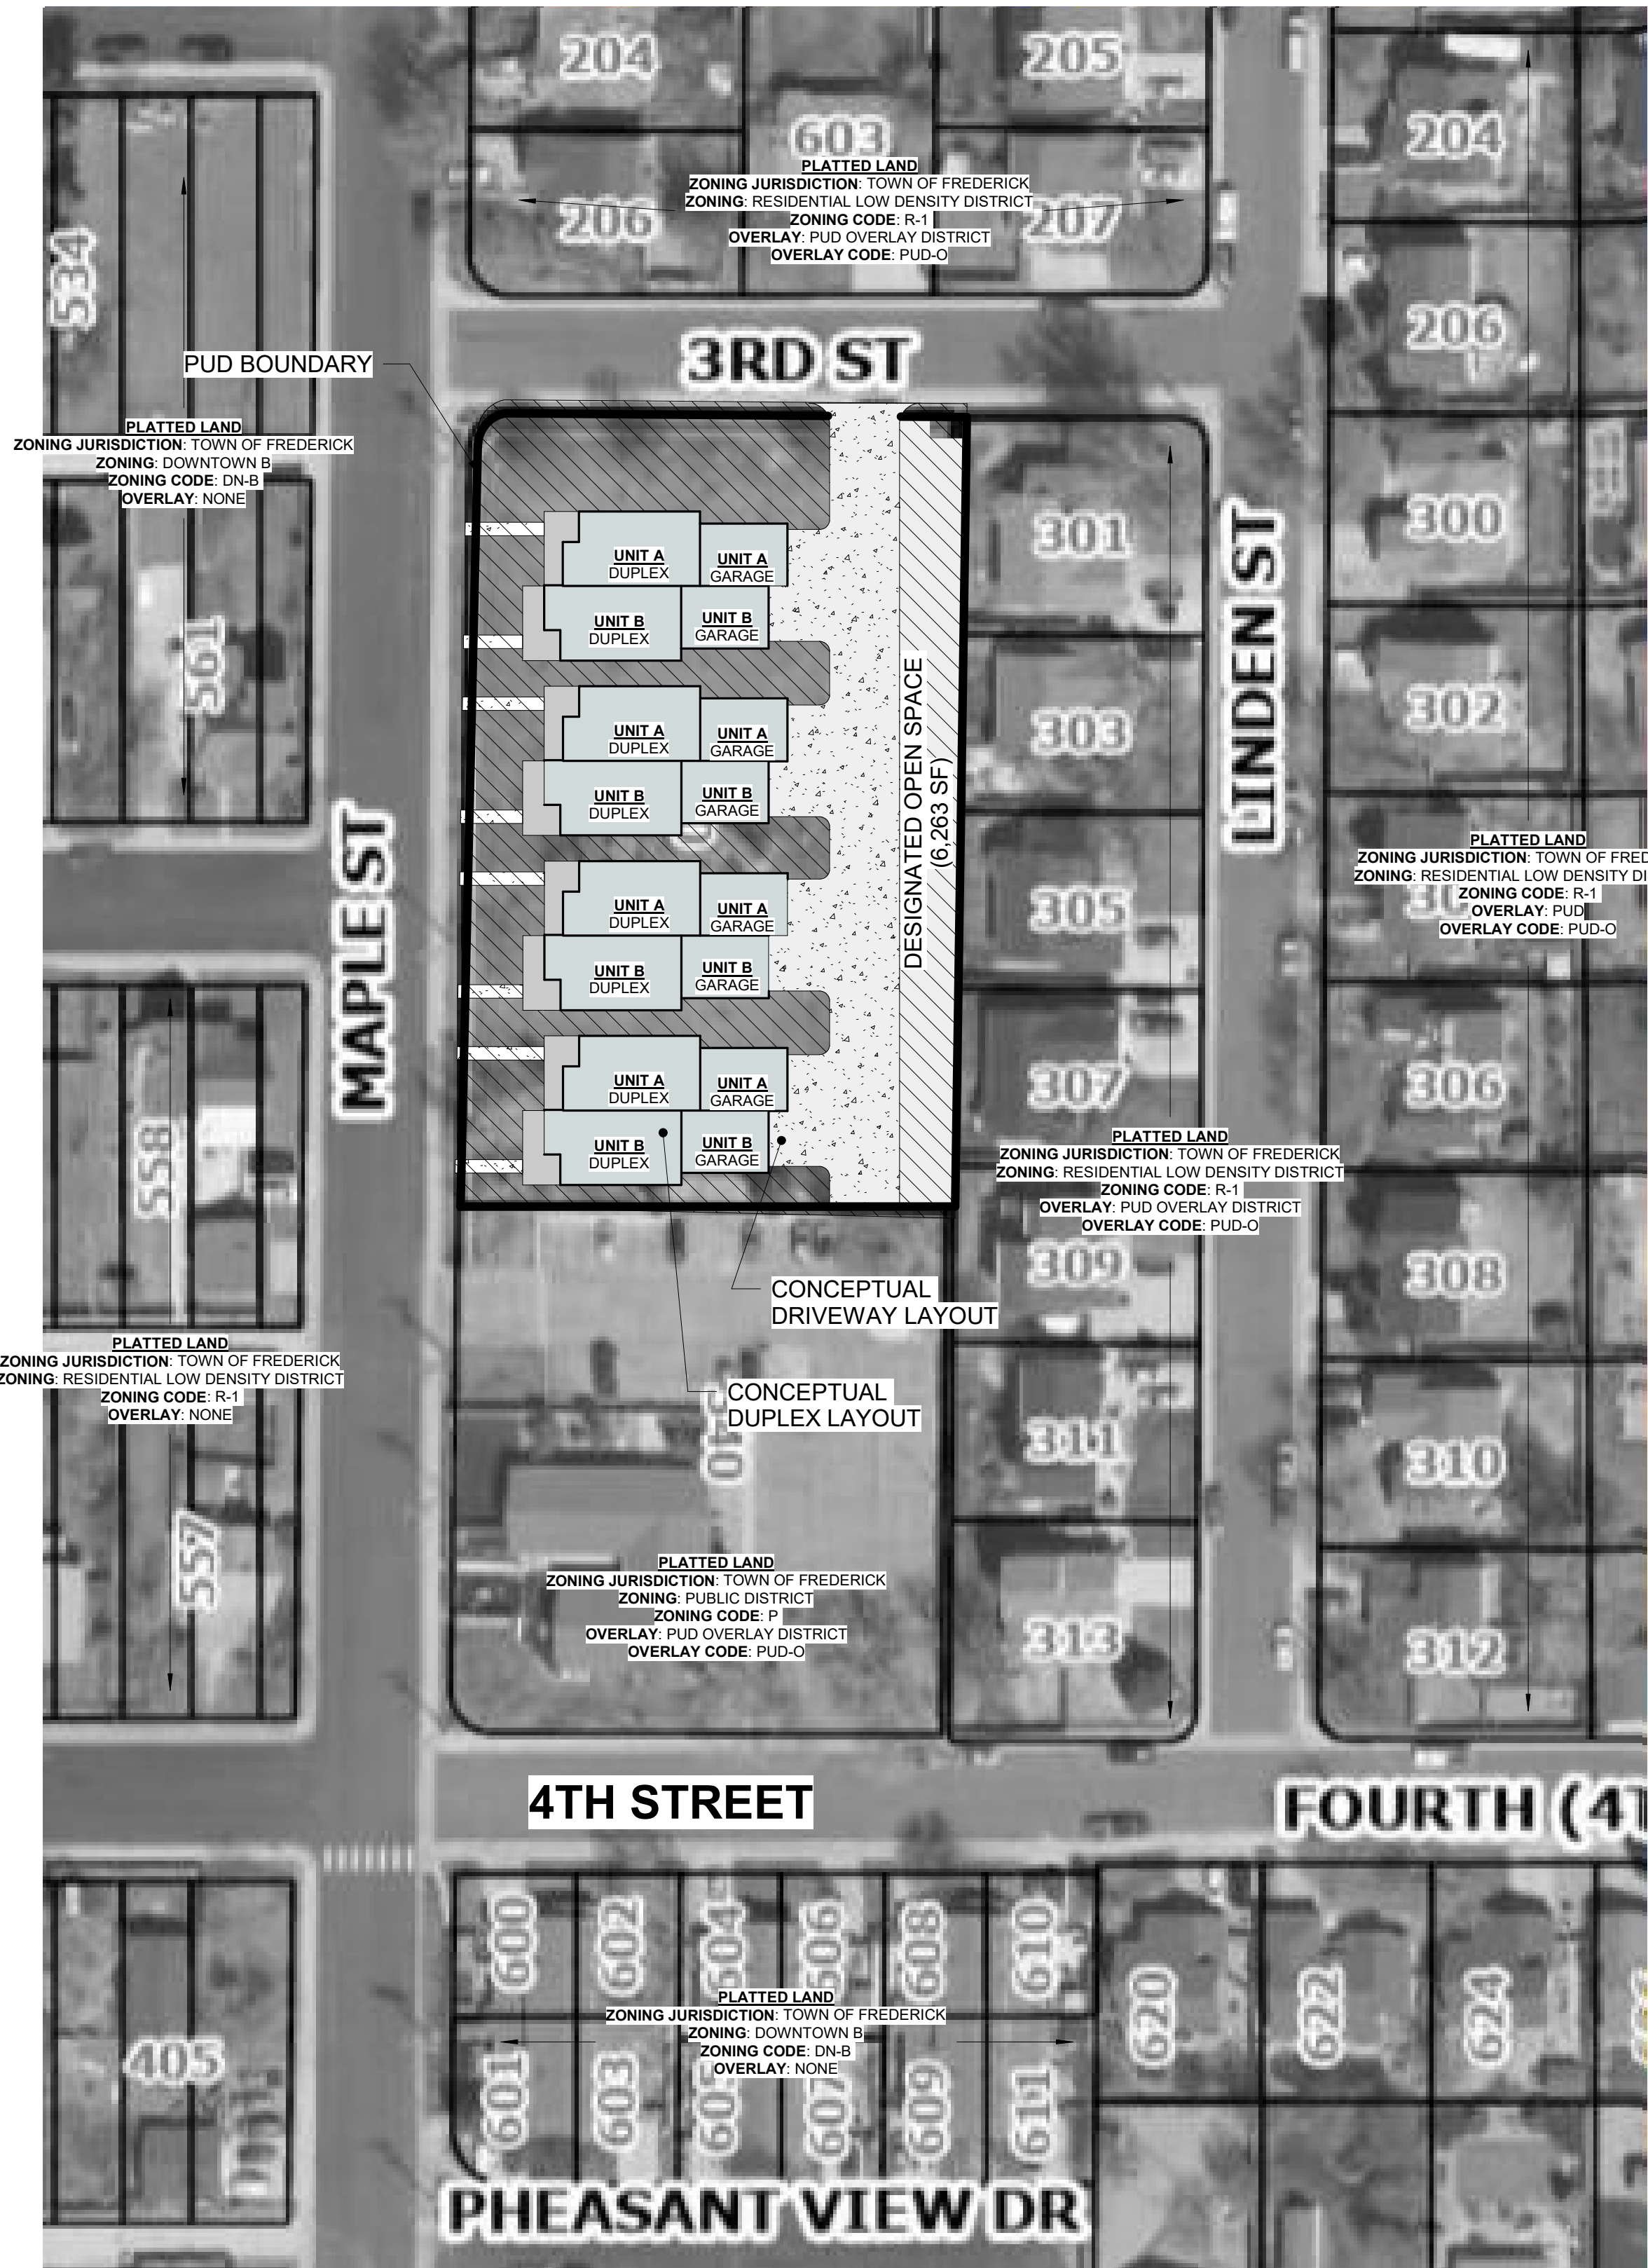 204
205
603
204
PLATTED LAND
ZONING JURISDICTION: TOWN OF FREDERICK
ZONING: RESIDENTIAL LOW DENSITY DISTRICT
ZONING CODE: R-1
OVERLAY: PUD OVERLAY DISTRICT
OVERLAY CODE: PUD-O
206
207
534
206
3RD ST
PUD BOUNDARY
PLATTED LAND
ZONING JURISDICTION: TOWN OF FREDERICK
ZONING: DOWNTOWN B
ZONING CODE: DN-B
OVERLAY: NONE
301
300
UNIT A
DUPLEX
UNIT A
GARAGE
UNIT B
DUPLEX
UNIT B
GARAGE
561
LINDEN ST
303
302
UNIT A
DUPLEX
UNIT A
GARAGE
UNIT B
DUPLEX
UNIT B
GARAGE
DESIGNATED OPEN SPACE
(6,263 SF)
MAPLE ST
305
PLATTED LAND
ZONING JURISDICTION: TOWN OF FRED
ZONING: RESIDENTIAL LOW DENSITY DI
ZONING CODE: R-1
OVERLAY: PUD
OVERLAY CODE: PUD-O
UNIT A
DUPLEX
UNIT A
GARAGE
UNIT B
DUPLEX
UNIT B
GARAGE
307
306
UNIT A
DUPLEX
UNIT A
GARAGE
UNIT B
DUPLEX
UNIT B
GARAGE
558
PLATTED LAND
ZONING JURISDICTION: TOWN OF FREDERICK
ZONING: RESIDENTIAL LOW DENSITY DISTRICT
ZONING CODE: R-1
OVERLAY: PUD OVERLAY DISTRICT
OVERLAY CODE: PUD-O
309
308
CONCEPTUAL
DRIVEWAY LAYOUT
PLATTED LAND
ZONING JURISDICTION: TOWN OF FREDERICK
ZONING: RESIDENTIAL LOW DENSITY DISTRICT
ZONING CODE: R-1
OVERLAY: NONE
CONCEPTUAL
DUPLEX LAYOUT
311
310
557
PLATTED LAND
ZONING JURISDICTION: TOWN OF FREDERICK
ZONING: PUBLIC DISTRICT
ZONING CODE: P
OVERLAY: PUD OVERLAY DISTRICT
OVERLAY CODE: PUD-O
313
312
4TH STREET
FOURTH (4T
600
602
604
606
608
610
620
622
624
PLATTED LAND
ZONING JURISDICTION: TOWN OF FREDERICK
ZONING: DOWNTOWN B
ZONING CODE: DN-B
OVERLAY: NONE
405
601
603
605
607
609
611
PHEASANT VIEW DR